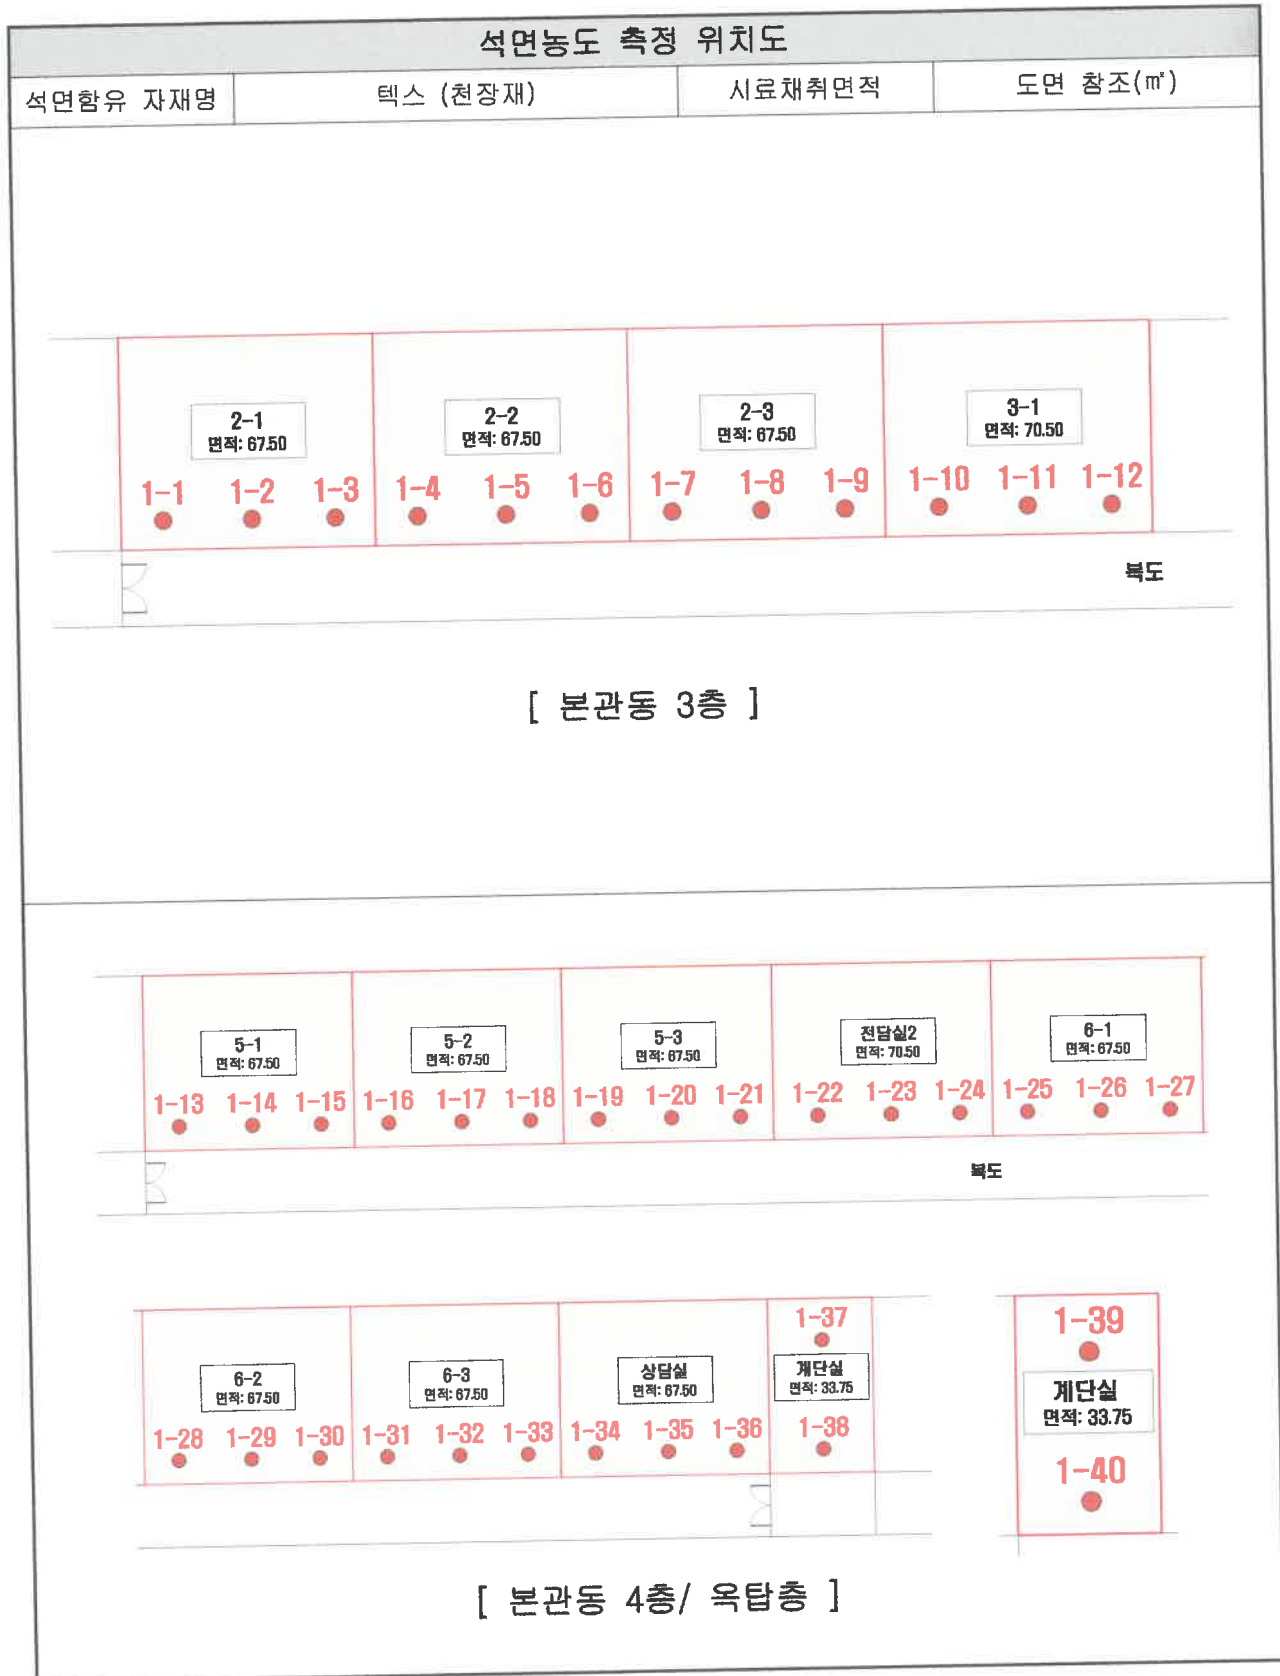 석면농도 측정 위치도
석면함유 자재명 텍스 (천장재) 시료채취면적 도면 참조(㎡)
2-1 2-2 2-3 3-1
면적: 67.50 면적: 67.50 면적: 67.50 면적: 70.50
1-1 1-2 1-3 1-4 1-5 1-6 1-7 1-8 1-9 1-10 1-11 1-12
복도
[ 본관동 3층 ]
5-1 5-2 5-3 전담실2 6-1
면적: 67.50 면적: 67.50 면적: 67.50 면적: 70.50 면적: 67.50
1-13 1-14 1-15 1-16 1-17 1-18 1-19 1-20 1-21 1-22 1-23 1-24 1-25 1-26 1-27
복도
1-37 1-39
6-2 6-3 상담실 계단실 계단실
면적: 67.50 면적: 67.50 면적: 67.50 면적: 33.75 면적: 33.75
1-28 1-29 1-30 1-31 1-32 1-33 1-34 1-35 1-36 1-38 1-40
[ 본관동 4층/ 옥탑층 ]